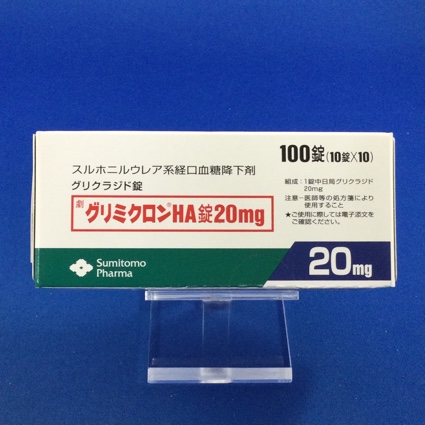 100錠(10錠×10)
スルホニルウレア系経口血糖降下剤
グリクラジド錠
劇 グリミクロン®HA錠20mg
組成:1錠中日局グリクラジド
20mg
注意-医師等の処方箋により
使用すること
★ご使用に際しては電子添文を
ご確認ください。
Sumitomo
Pharma
20mg